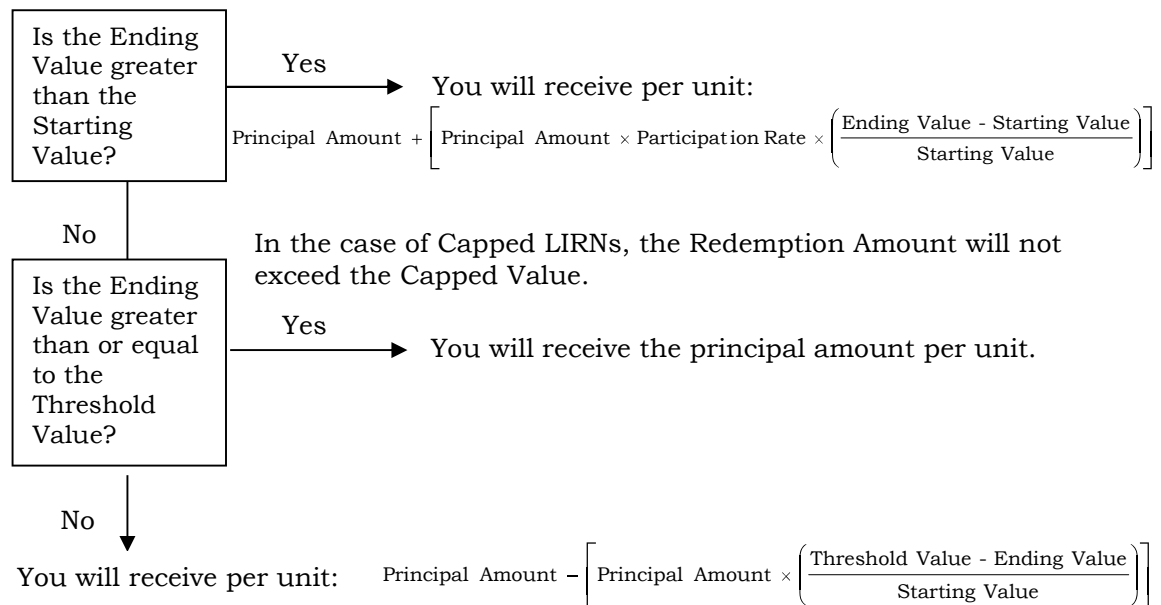 Is the Ending
Value greater
than the
Starting
Value?
Yes
You will receive per unit:
Principal Amount + [Principal Amount × Participation Rate × (Ending Value - Starting Value / Starting Value)]
No
In the case of Capped LIRNs, the Redemption Amount will not
exceed the Capped Value.
Is the Ending
Value greater
than or equal
to the
Threshold
Value?
Yes
You will receive the principal amount per unit.
No
You will receive per unit: Principal Amount – [Principal Amount × (Threshold Value - Ending Value / Starting Value)]